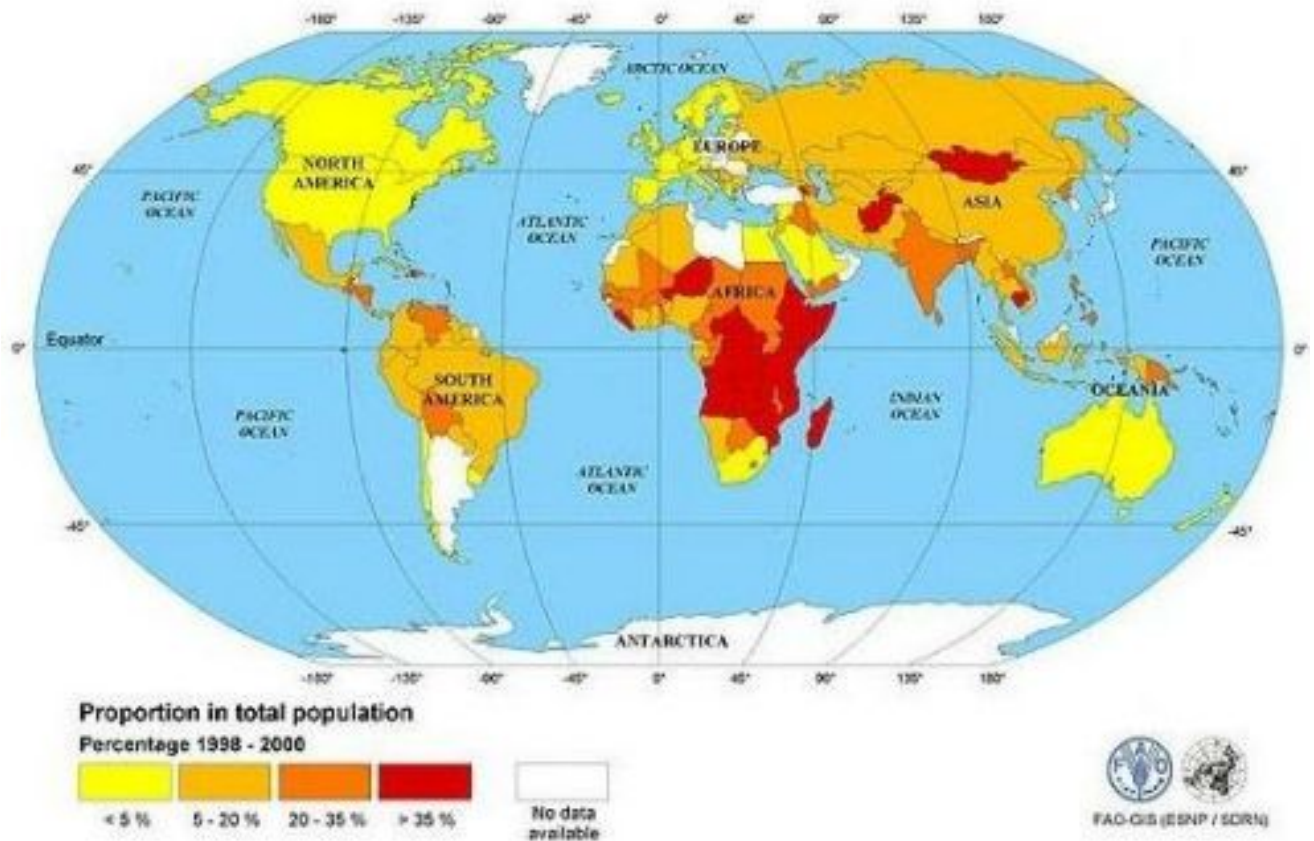 -180° -135° -90° -45° 0° 45° 90° 135° 180°
ARCTIC OCEAN
EUROPE
NORTH
AMERICA
45° 45°
ASIA
PACIFIC
OCEAN
ATLANTIC
OCEAN
PACIFIC
OCEAN
AFRICA
Equator
0° 0°
SOUTH
AMERICA
OCEANIA
INDIAN
OCEAN
PACIFIC
OCEAN
ATLANTIC
OCEAN
-45° -45°
ANTARCTICA
-180° -135° -90° -45° 0° 45° 90° 135° 180°
Proportion in total population
Percentage 1998 - 2000
< 5 % 5 - 20 % 20 - 35 % > 35 % No data
available
FAO
FAO-GIS (ESNP / SDRN)